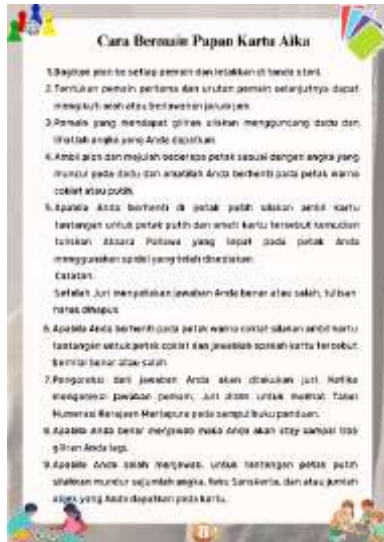 Cara Bermain Papan Kartu Aika
1. Bagikan pion ke setiap pemain dan letakkan di tanda start.
2. Tentukan pemain pertama dan urutan pemain selanjutnya dapat
mengikuti arah atau berlawanan jarum jam.
3. Pemain yang mendapat giliran silakan mengguncang dadu dan
lihatlah angka yang Anda dapatkan.
4. Ambil pion dan majulah beberapa petak sesuai dengan angka yang
muncul pada dadu dan amatilah Anda berhenti pada petak warna
coklat atau putih.
5. Apabila Anda berhenti di petak putih silakan ambil kartu
tantangan untuk petak putih dan amati kartu tersebut kemudian
tuliskan Aksara Pallawa yang tepat pada petak Anda
menggunakan spidol yang telah disediakan.
Catatan:
Setelah Juri menyatakan jawaban Anda benar atau salah, tulisan
harus dihapus
6. Apabila Anda berhenti pada petak warna coklat silakan ambil kartu
tantangan untuk petak coklat dan jawablah apakah kartu tersebut
bernilai benar atau salah.
7. Pengoreksi dari jawaban Anda akan dilakukan juri. Ketika
mengoreksi jawaban pemain, Juri untuk melihat Tabel
Numerasi Kerajaan Martapura pada sampul buku panduan.
8. Apabila Anda benar menjawab maka Anda akan stay sampai tiba
giliran Anda lagi.
9. Apabila Anda salah menjawab, untuk tantangan petak putih
silahkan mundur sejumlah angka, Sansekerta, dan atau jumlah
yang Anda dapatkan pada kartu.